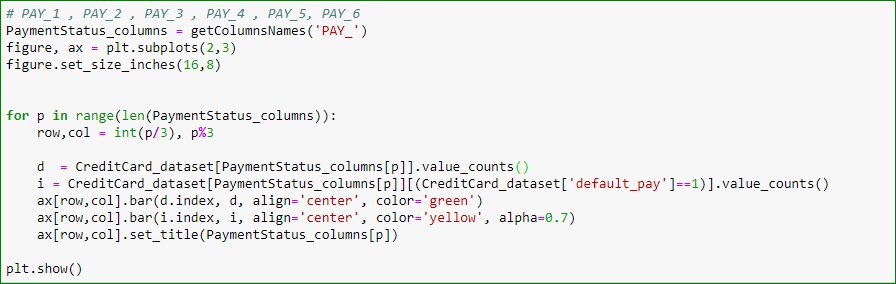 # PAY_1 , PAY_2 , PAY_3 , PAY_4 , PAY_5, PAY_6
PaymentStatus_columns = getColumnsNames('PAY_')
figure, ax = plt.subplots(2,3)
figure.set_size_inches(16,8)
for p in range(len(PaymentStatus_columns)):
    row,col = int(p/3), p%3
    d  = CreditCard_dataset[PaymentStatus_columns[p]].value_counts()
    i = CreditCard_dataset[PaymentStatus_columns[p]][(CreditCard_dataset['default_pay']==1)].value_counts()
    ax[row,col].bar(d.index, d, align='center', color='green')
    ax[row,col].bar(i.index, i, align='center', color='yellow', alpha=0.7)
    ax[row,col].set_title(PaymentStatus_columns[p])
plt.show()